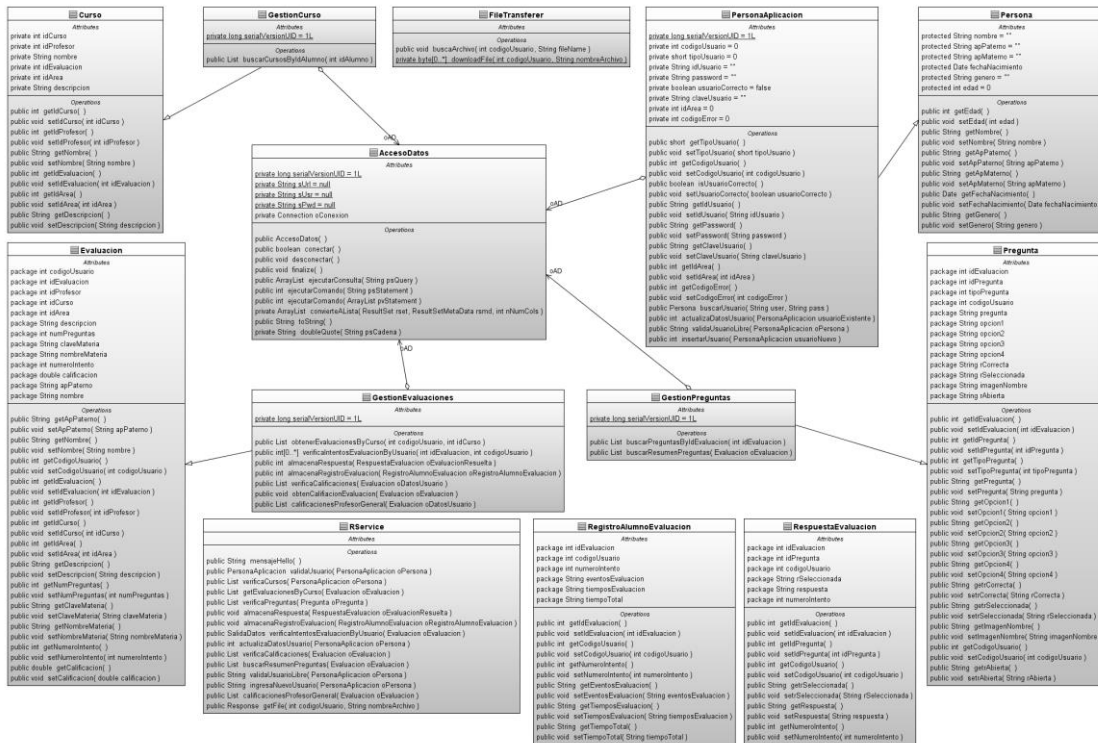 Curso
Attributes
private int idCurso
private int idProfesor
private String nombre
private int idEvaluacion
private int idArea
private String descripcion
Operations
public int getIdCurso( )
public void setIdCurso( int idCurso )
public int getIdProfesor( )
public void setIdProfesor( int idProfesor )
public String getNombre( )
public void setNombre( String nombre )
public int getIdEvaluacion( )
public void setIdEvaluacion( int idEvaluacion )
public int getIdArea( )
public void setIdArea( int idArea )
public String getDescripcion( )
public void setDescripcion( String descripcion )
GestionCurso
Attributes
private long serialVersionUID = 1L
Operations
public List buscarCursosByIdAlumno( int idAlumno )
FileTransferer
Attributes
Operations
public void buscaArchivo( int codigoUsuario, String fileName )
private byte[0..*] downloadFile( int codigoUsuario, String nombreArchivo )
PersonaAplicacion
Attributes
private long serialVersionUID = 1L
private int codigoUsuario = 0
private short tipoUsuario = 0
private String idUsuario = ""
private String password = ""
private boolean usuarioCorrecto = false
private String claveUsuario = ""
private int idArea = 0
private int codigoError = 0
Operations
public short getTipoUsuario( )
public void setTipoUsuario( short tipoUsuario )
public int getCodigoUsuario( )
public void setCodigoUsuario( int codigoUsuario )
public boolean isUsuarioCorrecto( )
public void setUsuarioCorrecto( boolean usuarioCorrecto )
public String getIdUsuario( )
public void setIdUsuario( String idUsuario )
public String getPassword( )
public void setPassword( String password )
public String getClaveUsuario( )
public void setClaveUsuario( String claveUsuario )
public int getIdArea( )
public void setIdArea( int idArea )
public int getCodigoError( )
public void setCodigoError( int codigoError )
public Persona buscarUsuario( String user, String pass )
public int actualizaDatosUsuario( PersonaAplicacion usuarioExistente )
public String validaUsuarioLibre( PersonaAplicacion oPersona )
public int insertarUsuario( PersonaAplicacion usuarioNuevo )
Persona
Attributes
protected String nombre = ""
protected String apPaterno = ""
protected String apMaterno = ""
protected Date fechaNacimiento
protected String genero = ""
protected int edad = 0
Operations
public int getEdad( )
public void setEdad( int edad )
public String getNombre( )
public void setNombre( String nombre )
public String getApPaterno( )
public void setApPaterno( String apPaterno )
public String getApMaterno( )
public void setApMaterno( String apMaterno )
public Date getFechaNacimiento( )
public void setFechaNacimiento( Date fechaNacimiento
public String getGenero( )
public void setGenero( String genero )
oAD
AccesoDatos
Attributes
private long serialVersionUID = 1L
private String sUrl = null
private String sUsr = null
private String sPwd = null
private Connection oConexion
Operations
public AccesoDatos( )
public boolean conectar( )
public void desconectar( )
public void finalize( )
public ArrayList ejecutarConsulta( String psQuery )
public int ejecutarComando( String psStatement )
public int ejecutarComando( ArrayList pvStatement )
private ArrayList convierteALista( ResultSet rset, ResultSetMetaData rsmd, int nNumCols )
public String toString( )
private String doubleQuote( String psCadena )
oAD
oAD
oAD
Evaluacion
Attributes
package int codigoUsuario
package int idEvaluacion
package int idProfesor
package int idCurso
package int idArea
package String descripcion
package int numPreguntas
package String claveMateria
package String nombreMateria
package int numeroIntento
package double calificacion
package String apPaterno
package String nombre
Operations
public String getApPaterno( )
public void setApPaterno( String apPaterno )
public String getNombre( )
public void setNombre( String nombre )
public int getCodigoUsuario( )
public void setCodigoUsuario( int codigoUsuario )
public int getIdEvaluacion( )
public void setIdEvaluacion( int idEvaluacion )
public int getIdProfesor( )
public void setIdProfesor( int idProfesor )
public int getIdCurso( )
public void setIdCurso( int idCurso )
public int getIdArea( )
public void setIdArea( int idArea )
public String getDescripcion( )
public void setDescripcion( String descripcion )
public int getNumPreguntas( )
public void setNumPreguntas( int numPreguntas )
public String getClaveMateria( )
public void setClaveMateria( String claveMateria )
public String getNombreMateria( )
public void setNombreMateria( String nombreMateria )
public int getNumeroIntento( )
public void setNumeroIntento( int numeroIntento )
public double getCalificacion( )
public void setCalificacion( double calificacion )
GestionEvaluaciones
Attributes
private long serialVersionUID = 1L
Operations
public List obtenerEvaluacionesByCurso( int codigoUsuario, int idCurso )
public int[0..*] verificaIntentosEvaluacionByUsuario( int idEvaluacion, int codigoUsuario )
public int almacenaRespuesta( RespuestaEvaluacion oEvaluacionResuelta )
public int almacenaRegistroEvaluacion( RegistroAlumnoEvaluacion oRegistroAlumnoEvaluacion )
public List verificaCalificaciones( Evaluacion oDatosUsuario )
public void obtenCalifiacionEvaluacion( Evaluacion oEvaluacion )
public List calificacionesProfesorGeneral( Evaluacion oDatosUsuario )
GestionPreguntas
Attributes
private long serialVersionUID = 1L
Operations
public List buscarPreguntasByIdEvaluacion( int idEvaluacion )
public List buscarResumenPreguntas( Evaluacion oEvaluacion )
Pregunta
Attributes
package int idEvaluacion
package int idPregunta
package int tipoPregunta
package int codigoUsuario
package String pregunta
package String opcion1
package String opcion2
package String opcion3
package String opcion4
package String rCorrecta
package String rSeleccionada
package String imagenNombre
package String rAbierta
Operations
public int getIdEvaluacion( )
public void setIdEvaluacion( int idEvaluacion )
public int getIdPregunta( )
public void setIdPregunta( int idPregunta )
public int getTipoPregunta( )
public void setTipoPregunta( int tipoPregunta )
public String getPregunta( )
public void setPregunta( String pregunta )
public String getOpcion1( )
public void setOpcion1( String opcion1 )
public String getOpcion2( )
public void setOpcion2( String opcion2 )
public String getOpcion3( )
public void setOpcion3( String opcion3 )
public String getOpcion4( )
public void setOpcion4( String opcion4 )
public String getrCorrecta( )
public void setrCorrecta( String rCorrecta )
public String getrSeleccionada( )
public void setrSeleccionada( String rSeleccionada )
public String getImagenNombre( )
public void setImagenNombre( String imagenNombre
public int getCodigoUsuario( )
public void setCodigoUsuario( int codigoUsuario )
public String getrAbierta( )
public void setrAbierta( String rAbierta )
RService
Attributes
Operations
public String mensajeHello( )
public PersonaAplicacion validaUsuario( PersonaAplicacion oPersona )
public List verificaCursos( PersonaAplicacion oPersona )
public List getEvaluacionesByCurso( Evaluacion oEvaluacion )
public List verificaPreguntas( Pregunta oPregunta )
public void almacenaRespuesta( RespuestaEvaluacion oEvaluacionResuelta )
public void almacenaRegistroEvaluacion( RegistroAlumnoEvaluacion oRegistroAlumnoEvaluacion )
public SalidaDatos verificaIntentosEvaluacionByUsuario( Evaluacion oEvaluacion )
public int actualizaDatosUsuario( PersonaAplicacion oPersona )
public List verificaCalificaciones( Evaluacion oEvaluacion )
public List buscarResumenPreguntas( Evaluacion oEvaluacion )
public String validaUsuarioLibre( PersonaAplicacion oPersona )
public String ingresaNuevoUsuario( PersonaAplicacion oPersona )
public List calificacionesProfesorGeneral( Evaluacion oEvaluacion )
public Response getFile( int codigoUsuario, String nombreArchivo )
RegistroAlumnoEvaluacion
Attributes
package int idEvaluacion
package int codigoUsuario
package int numeroIntento
package String eventosEvaluacion
package String tiemposEvaluacion
package String tiempoTotal
Operations
public int getIdEvaluacion( )
public void setIdEvaluacion( int idEvaluacion )
public int getCodigoUsuario( )
public void setCodigoUsuario( int codigoUsuario )
public int getNumeroIntento( )
public void setNumeroIntento( int numeroIntento )
public String getEventosEvaluacion( )
public void setEventosEvaluacion( String eventosEvaluacion )
public String getTiemposEvaluacion( )
public void setTiemposEvaluacion( String tiemposEvaluacion )
public String getTiempoTotal( )
public void setTiempoTotal( String tiempoTotal )
RespuestaEvaluacion
Attributes
package int idEvaluacion
package int idPregunta
package int codigoUsuario
package String rSeleccionada
package String respuesta
package int numeroIntento
Operations
public int getIdEvaluacion( )
public void setIdEvaluacion( int idEvaluacion )
public int getIdPregunta( )
public void setIdPregunta( int idPregunta )
public int getCodigoUsuario( )
public void setCodigoUsuario( int codigoUsuario )
public String getrSeleccionada( )
public void setrSeleccionada( String rSeleccionada )
public String getRespuesta( )
public void setRespuesta( String respuesta )
public int getNumeroIntento( )
public void setNumeroIntento( int numeroIntento )